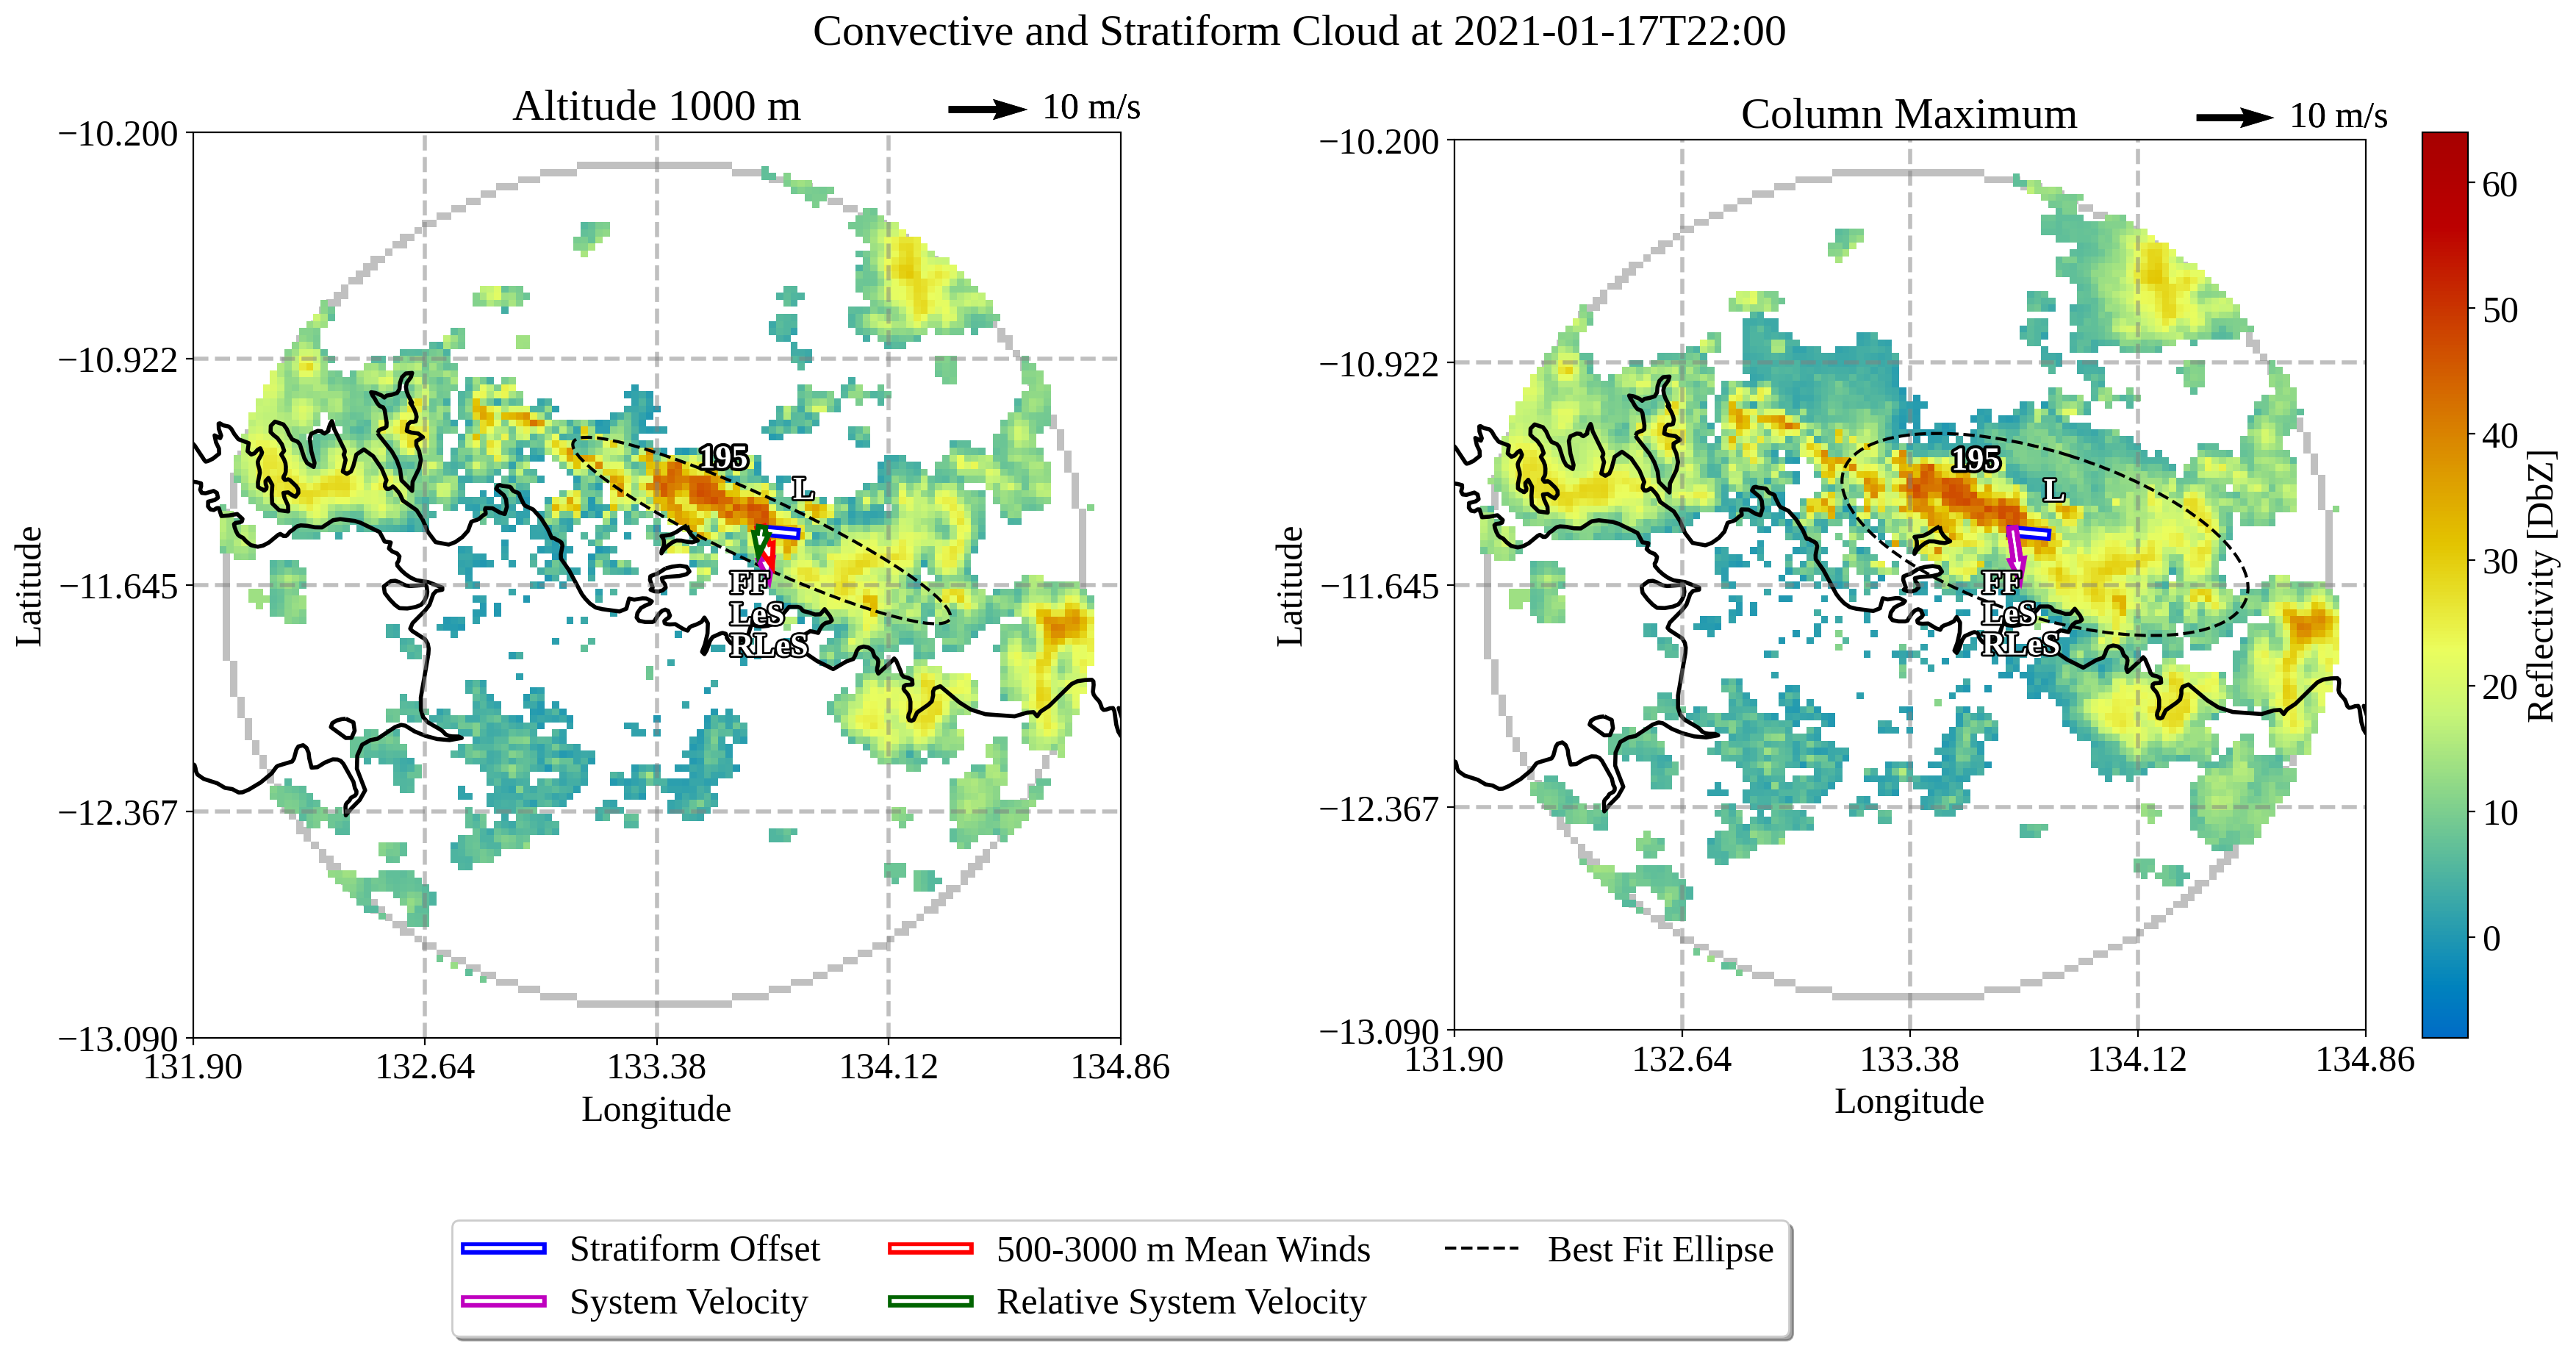 Convective and Stratiform Cloud at 2021-01-17T22:00
Altitude 1000 m
10 m/s
−10.200
−10.922
−11.645
−12.367
−13.090
131.90
132.64
133.38
134.12
134.86
Latitude
Longitude
195
L
FF
LeS
RLeS
Column Maximum
10 m/s
−10.200
−10.922
−11.645
−12.367
−13.090
131.90
132.64
133.38
134.12
134.86
Latitude
Longitude
195
L
FF
LeS
RLeS
60
50
40
30
20
10
0
Reflectivity [DbZ]
Stratiform Offset
System Velocity
500-3000 m Mean Winds
Relative System Velocity
Best Fit Ellipse